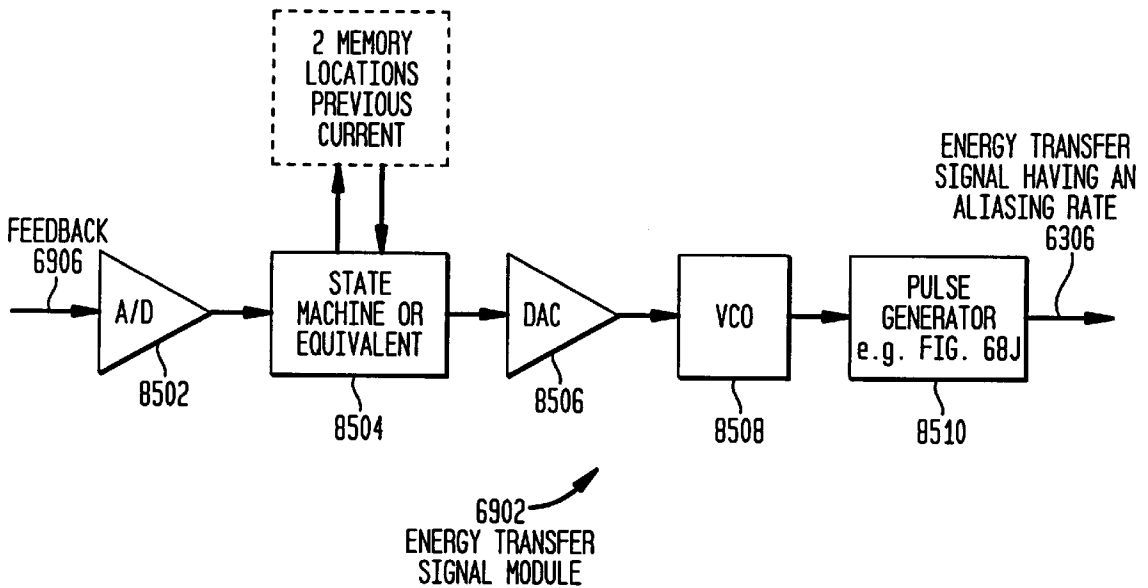 2 MEMORY
LOCATIONS
PREVIOUS
CURRENT
ENERGY TRANSFER
SIGNAL HAVING AN
ALIASING RATE
6306
FEEDBACK
6906
A/D
8502
STATE
MACHINE OR
EQUIVALENT
8504
DAC
8506
VCO
8508
PULSE
GENERATOR
e.g. FIG. 68J
8510
6902
ENERGY TRANSFER
SIGNAL MODULE